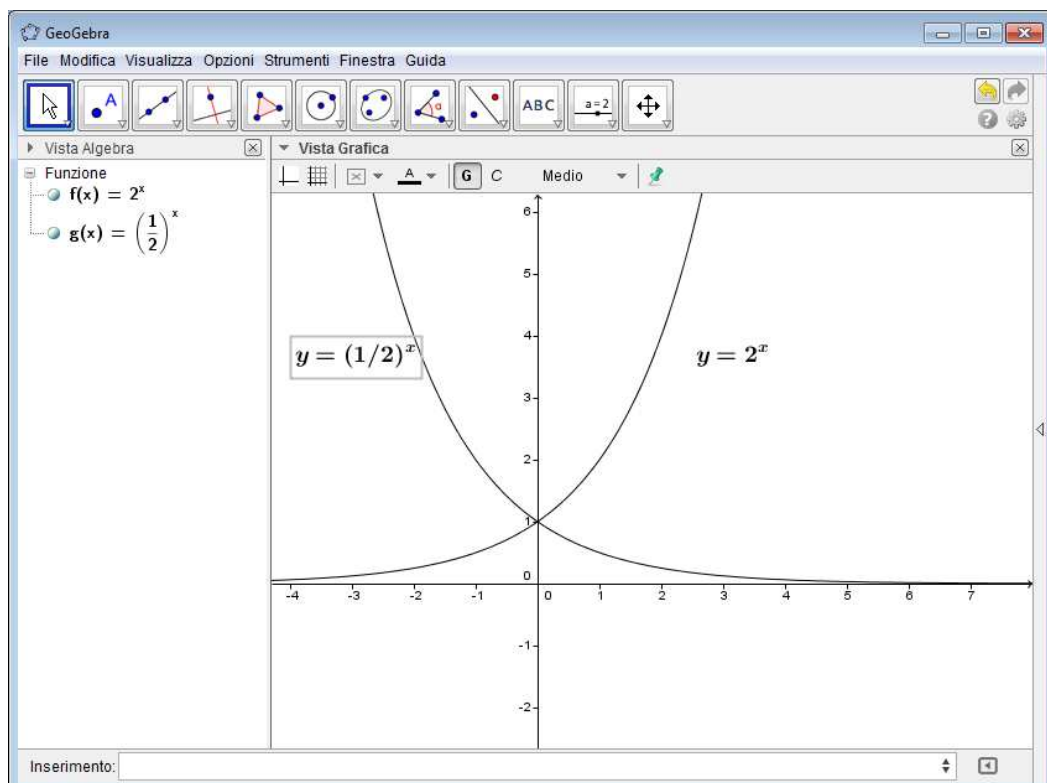 GeoGebra
File Modifica Visualizza Opzioni Strumenti Finestra Guida
A
α
ABC
a = 2
Vista Algebra
Vista Grafica
A
G
C
Medio
Funzione
f(x) = 2ˣ
g(x) = (1/2)ˣ
y = (1/2)ˣ
y = 2ˣ
6
5
4
3
2
1
0
-4 -3 -2 -1 0 1 2 3 4 5 6 7
-1
-2
Inserimento: